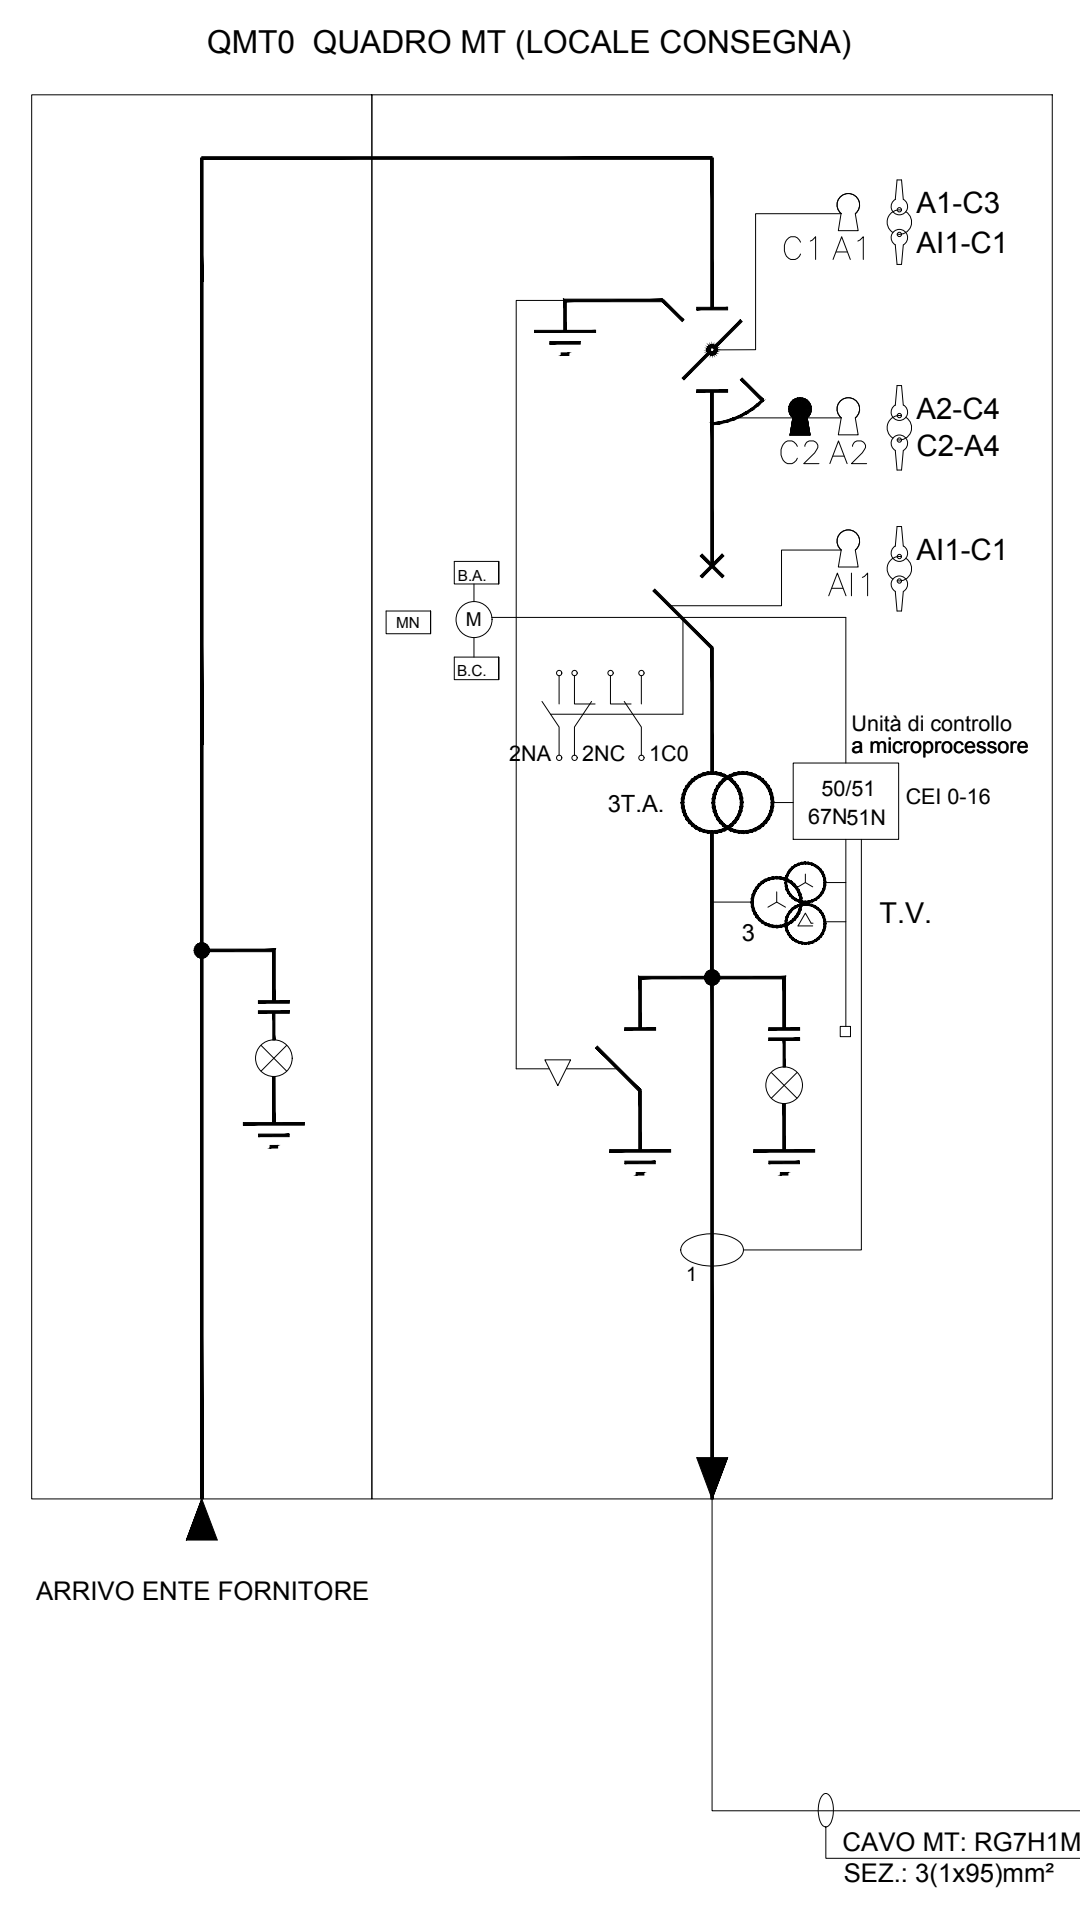 QMT0 QUADRO MT (LOCALE CONSEGNA)
A1-C3
C1 A1
AI1-C1
A2-C4
C2 A2
C2-A4
AI1-C1
AI1
B.A.
MN
M
B.C.
2NA
2NC
1C0
Unità di controllo
a microprocessore
50/51
67N51N
CEI 0-16
3T.A.
T.V.
3
1
ARRIVO ENTE FORNITORE
CAVO MT: RG7H1M
SEZ.: 3(1x95)mm²